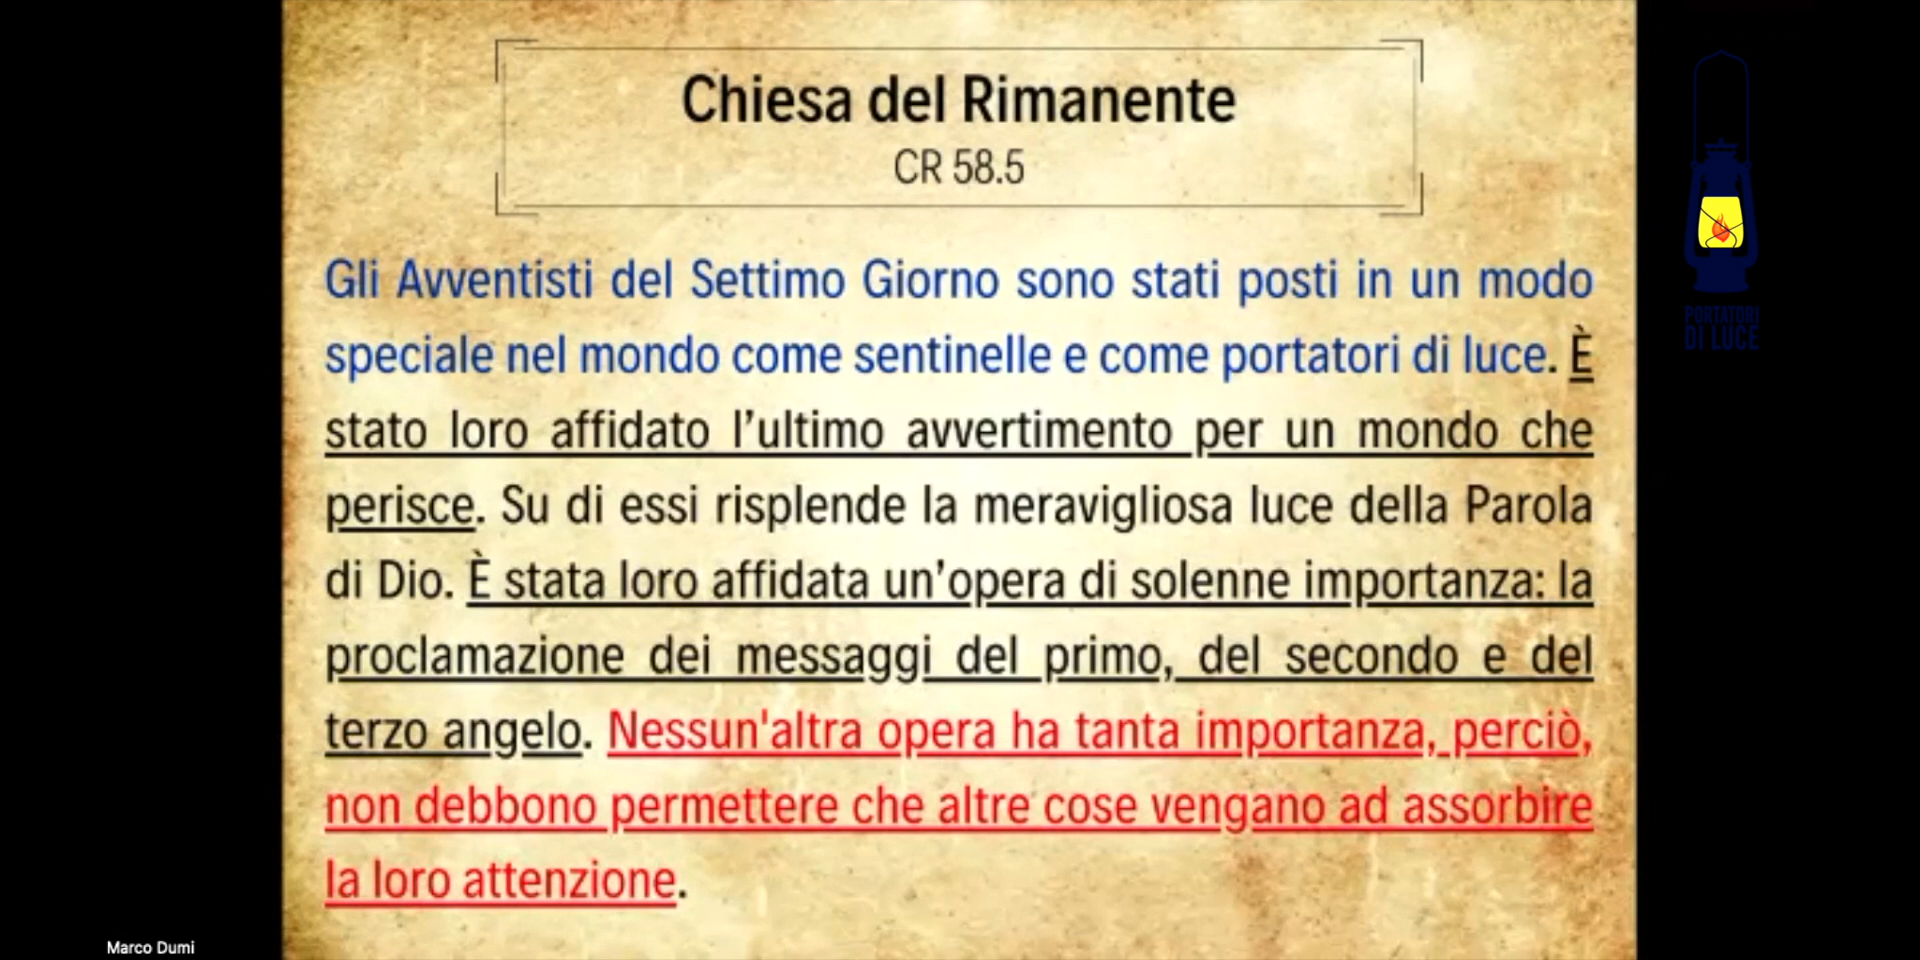 Chiesa del Rimanente
CR 58.5
Gli Avventisti del Settimo Giorno sono stati posti in un modo
speciale nel mondo come sentinelle e come portatori di luce. È
stato loro affidato l’ultimo avvertimento per un mondo che
perisce. Su di essi risplende la meravigliosa luce della Parola
di Dio. È stata loro affidata un’opera di solenne importanza: la
proclamazione dei messaggi del primo, del secondo e del
terzo angelo. Nessun'altra opera ha tanta importanza, perciò,
non debbono permettere che altre cose vengano ad assorbire
la loro attenzione.
PORTATORI
DI LUCE
Marco Dumi